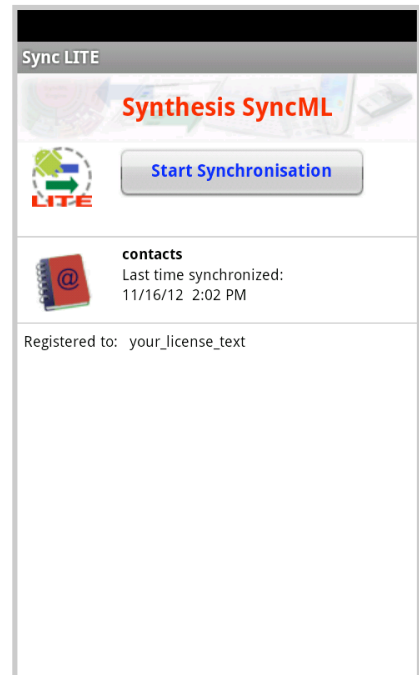 Sync LITE
Synthesis SyncML
LITE
Start Synchronisation
@
contacts
Last time synchronized:
11/16/12 2:02 PM
Registered to: your_license_text